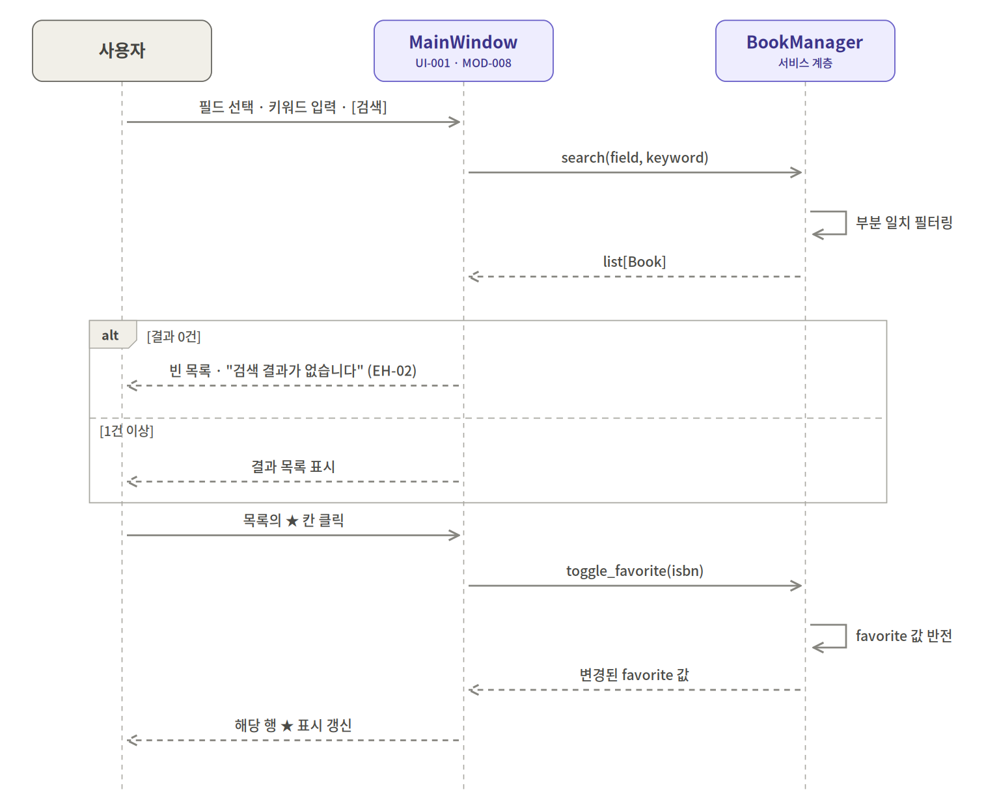 사용자
MainWindow
UI-001 · MOD-008
BookManager
서비스 계층
필드 선택 · 키워드 입력 · [검색]
search(field, keyword)
부분 일치 필터링
list[Book]
alt
[결과 0건]
빈 목록 · "검색 결과가 없습니다" (EH-02)
[1건 이상]
결과 목록 표시
목록의 ★ 칸 클릭
toggle_favorite(isbn)
favorite 값 반전
변경된 favorite 값
해당 행 ★ 표시 갱신